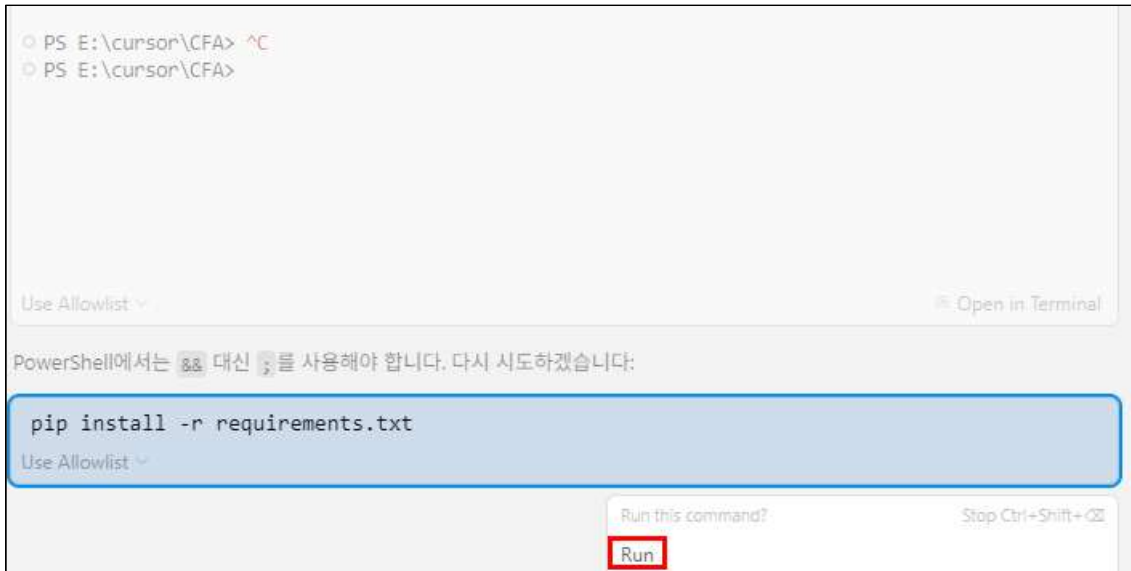 PS E:\cursor\CFA> ^C
PS E:\cursor\CFA>
Use Allowlist
Open in Terminal
PowerShell에서는 && 대신 ;를 사용해야 합니다. 다시 시도하겠습니다:
pip install -r requirements.txt
Use Allowlist
Run this command? Stop Ctrl+Shift+⌫
Run